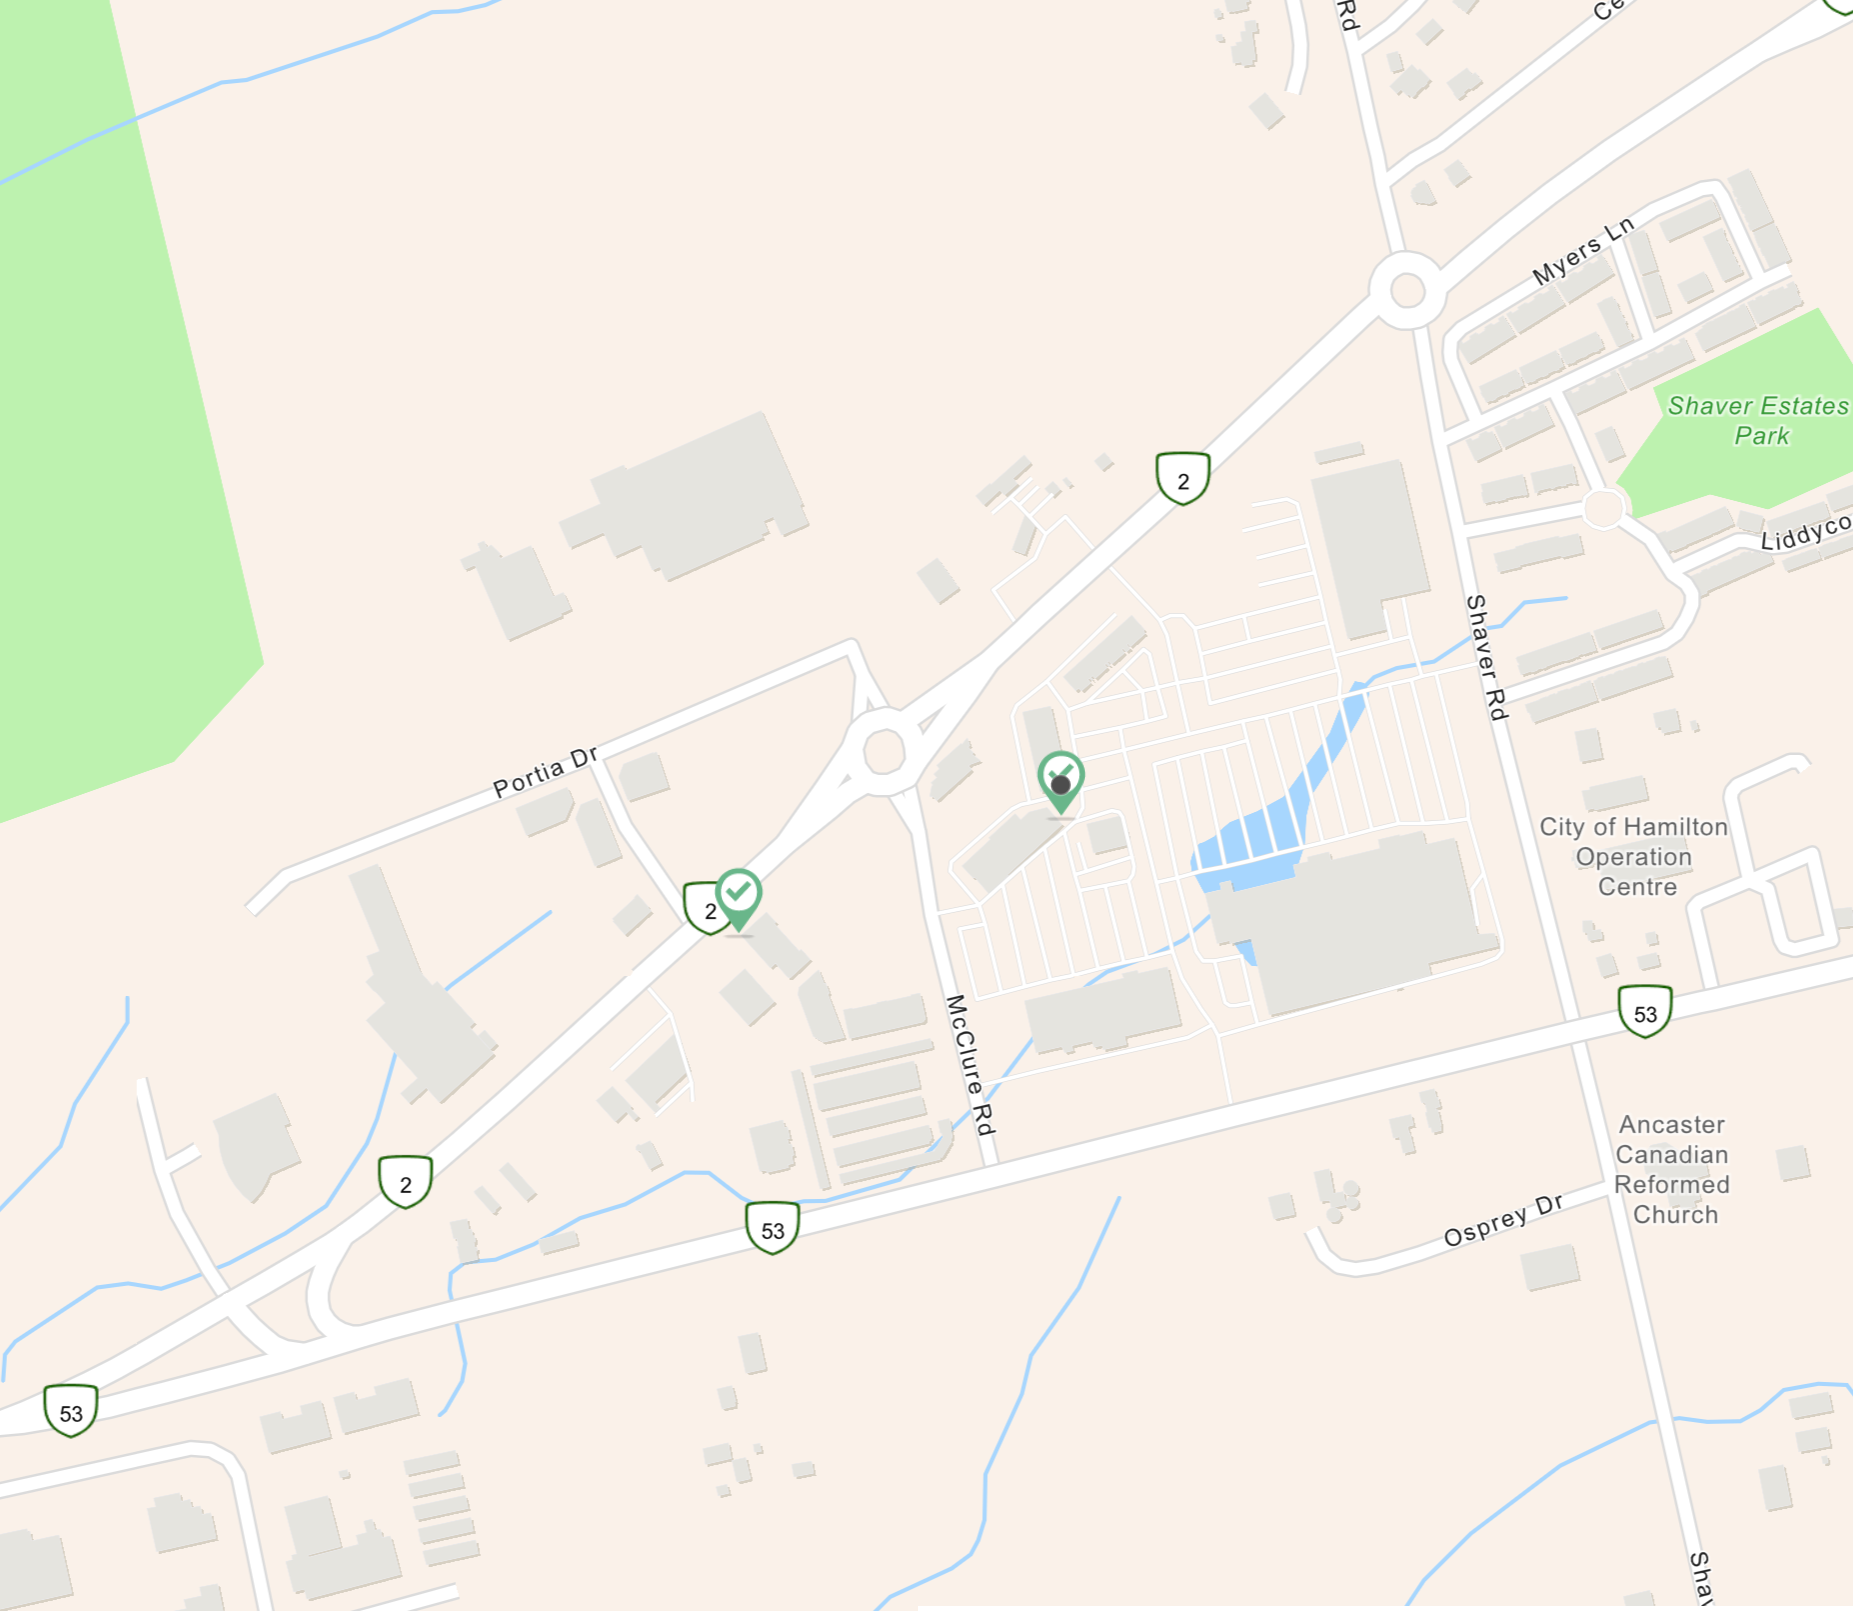 Rd
Ce
Myers Ln
Shaver Estates
Park
2
Liddyco
Shaver Rd
Portia Dr
City of Hamilton
Operation
Centre
2
McClure Rd
53
Ancaster
Canadian
Reformed
Church
2
53
Osprey Dr
53
Shav